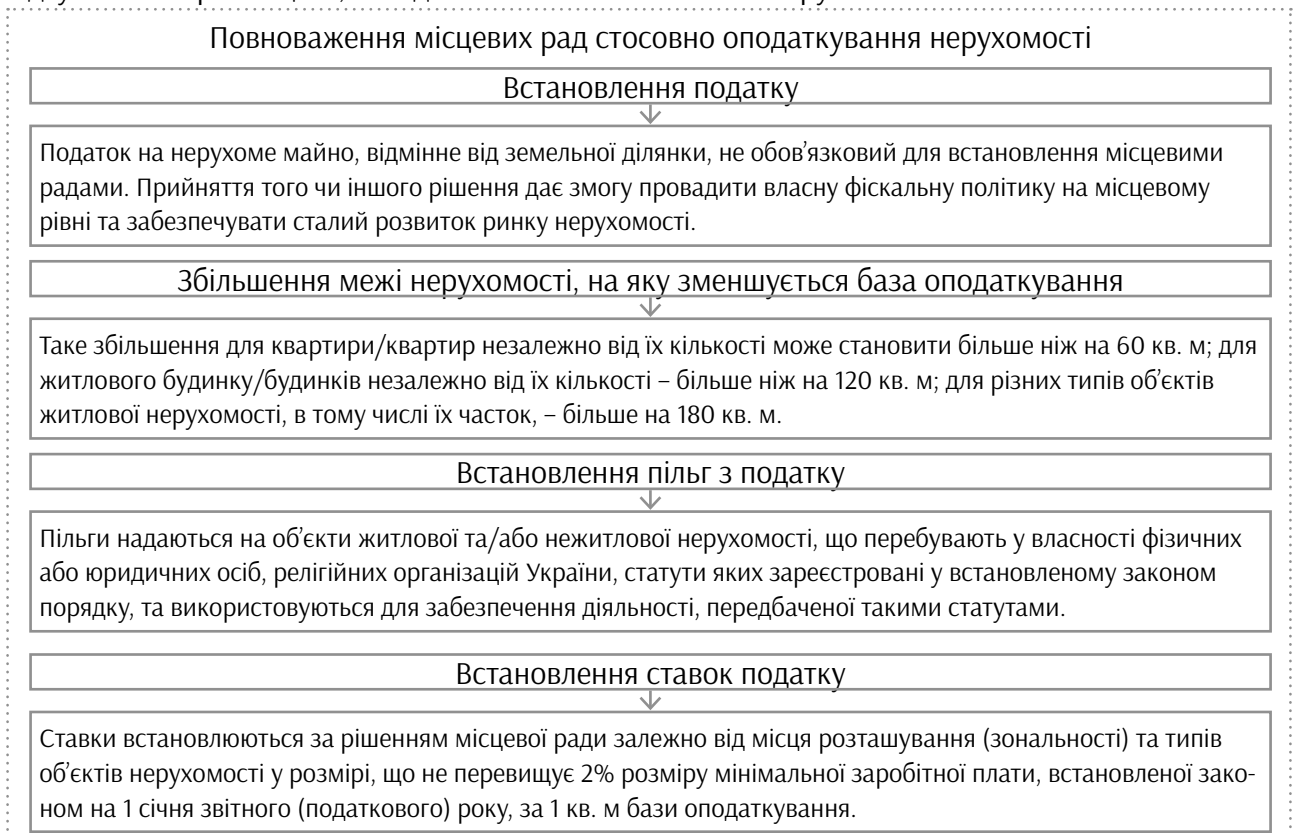 Повноваження місцевих рад стосовно оподаткування нерухомості
Встановлення податку
Податок на нерухоме майно, відмінне від земельної ділянки, не обов’язковий для встановлення місцевими
радами. Прийняття того чи іншого рішення дає змогу провадити власну фіскальну політику на місцевому
рівні та забезпечувати сталий розвиток ринку нерухомості.
Збільшення межі нерухомості, на яку зменшується база оподаткування
Таке збільшення для квартири/квартир незалежно від їх кількості може становити більше ніж на 60 кв. м; для
житлового будинку/будинків незалежно від їх кількості – більше ніж на 120 кв. м; для різних типів об’єктів
житлової нерухомості, в тому числі їх часток, – більше на 180 кв. м.
Встановлення пільг з податку
Пільги надаються на об’єкти житлової та/або нежитлової нерухомості, що перебувають у власності фізичних
або юридичних осіб, релігійних організацій України, статути яких зареєстровані у встановленому законом
порядку, та використовуються для забезпечення діяльності, передбаченої такими статутами.
Встановлення ставок податку
Ставки встановлюються за рішенням місцевої ради залежно від місця розташування (зональності) та типів
об’єктів нерухомості у розмірі, що не перевищує 2% розміру мінімальної заробітної плати, встановленої зако-
ном на 1 січня звітного (податкового) року, за 1 кв. м бази оподаткування.